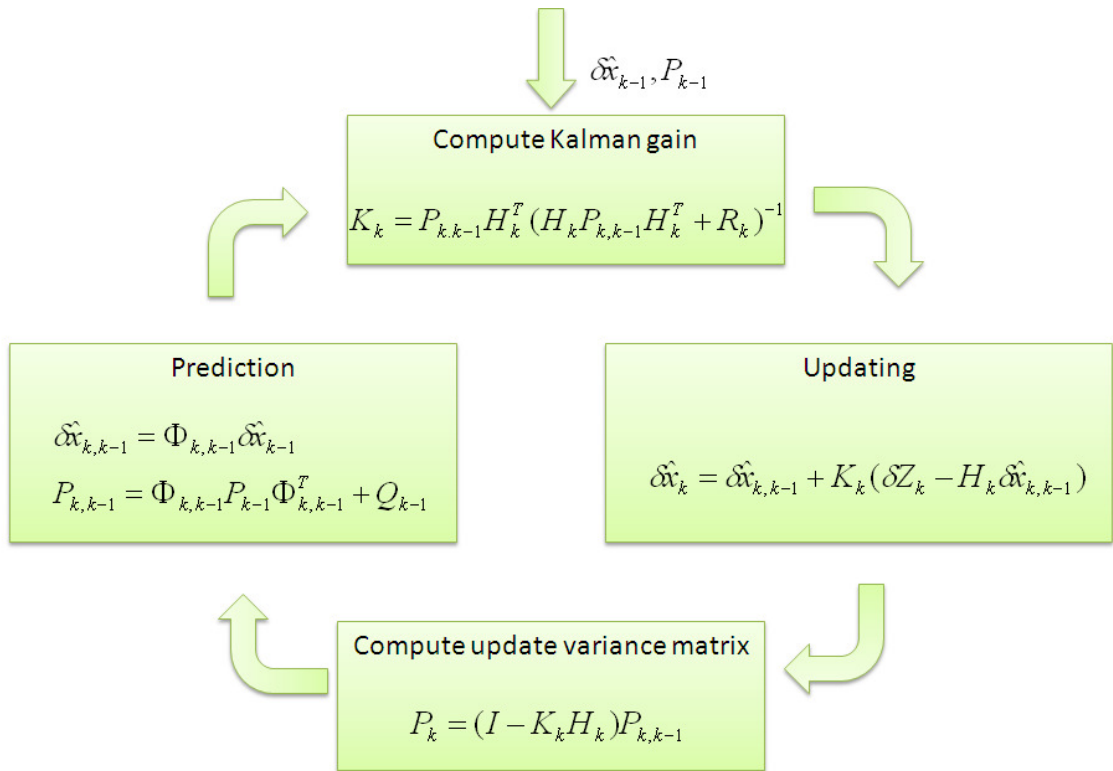 δx̂ₖ₋₁, Pₖ₋₁
Compute Kalman gain
K_k = P_{k.k-1} H_k^T (H_k P_{k,k-1} H_k^T + R_k)^{-1}
Prediction
δx̂_{k,k-1} = Φ_{k,k-1} δx̂_{k-1}
P_{k,k-1} = Φ_{k,k-1} P_{k-1} Φ_{k,k-1}^T + Q_{k-1}
Updating
δx̂_k = δx̂_{k,k-1} + K_k (δZ_k − H_k δx̂_{k,k-1})
Compute update variance matrix
P_k = (I − K_k H_k) P_{k,k-1}